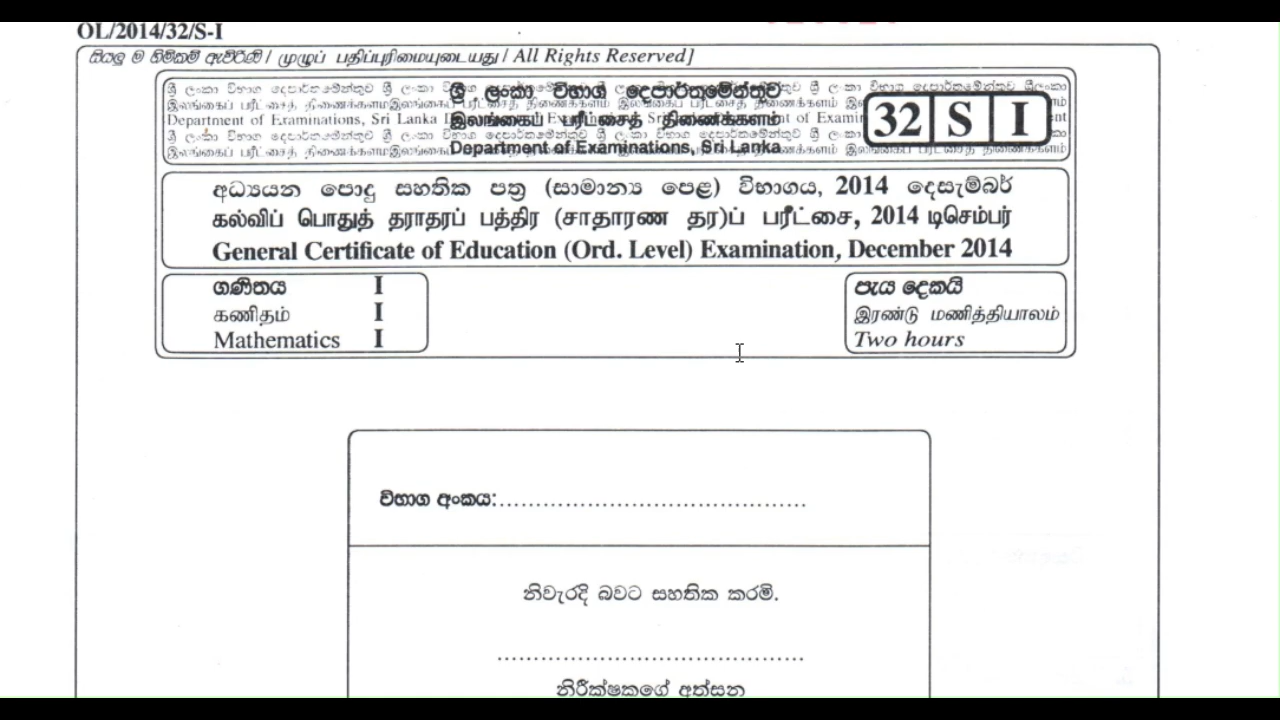 OL/2014/32/S-I
සියලු ම හිමිකම් ඇවිරිණි / முழுப் பதிப்புரிமையுடையது / All Rights Reserved]
ශ්‍රී ලංකා විභාග දෙපාර්තමේන්තුව
இலங்கைப் பரீட்சைத் திணைக்களம்
Department of Examinations, Sri Lanka
32 S I
අධ්‍යයන පොදු සහතික පත්‍ර (සාමාන්‍ය පෙළ) විභාගය, 2014 දෙසැම්බර්
கல்விப் பொதுத் தராதரப் பத்திர (சாதாரண தர)ப் பரீட்சை, 2014 டிசெம்பர்
General Certificate of Education (Ord. Level) Examination, December 2014
ගණිතය I
கணிதம் I
Mathematics I
පැය දෙකයි
இரண்டு மணித்தியாலம்
Two hours
විභාග අංකය:........................................
නිවැරදි බවට සහතික කරමි.
........................................
නිරීක්ෂකගේ අත්සන